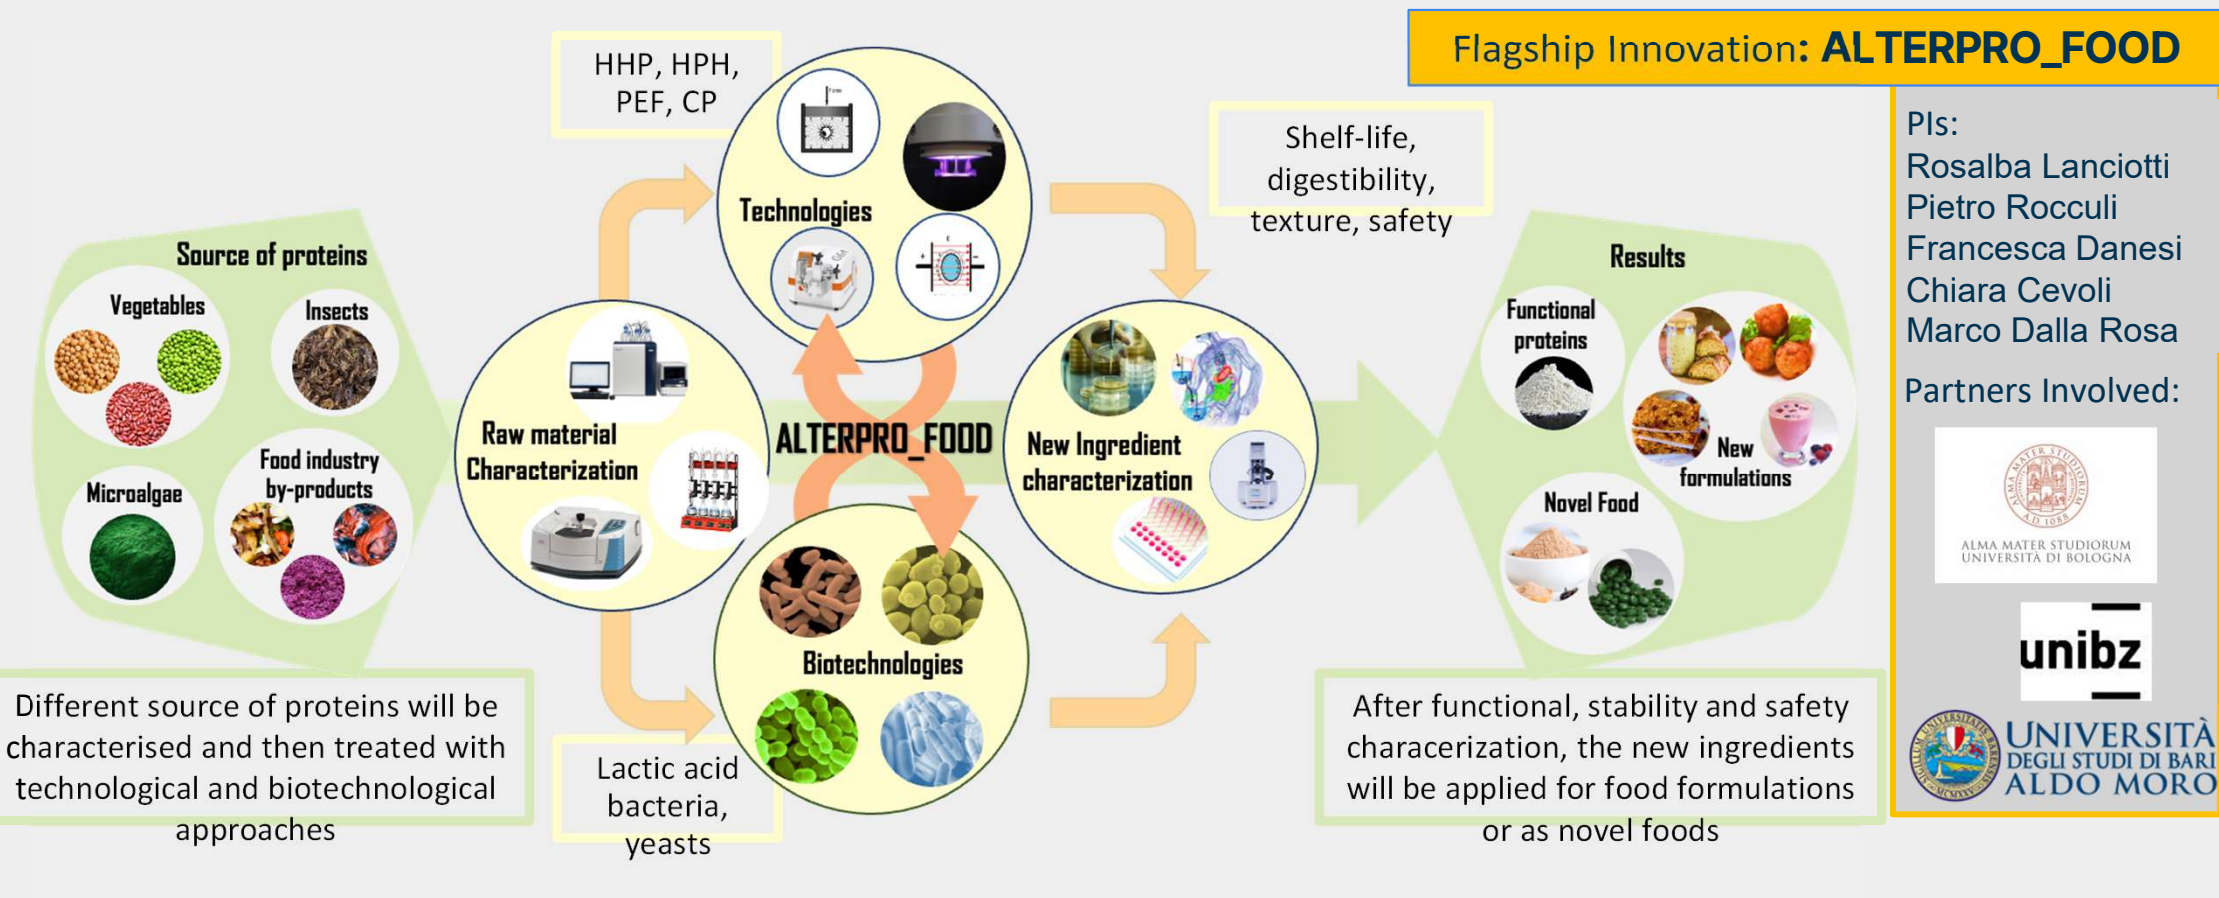 Flagship Innovation: ALTERPRO_FOOD
HHP, HPH,
PEF, CP
Shelf-life,
digestibility,
texture, safety
Technologies
Source of proteins
Vegetables
Insects
Microalgae
Food industry
by-products
Raw material
Characterization
ALTERPRO_FOOD
New Ingredient
characterization
Biotechnologies
Results
Functional
proteins
New
formulations
Novel Food
Different source of proteins will be
characterised and then treated with
technological and biotechnological
approaches
Lactic acid
bacteria,
yeasts
After functional, stability and safety
characerization, the new ingredients
will be applied for food formulations
or as novel foods
PIs:
Rosalba Lanciotti
Pietro Rocculi
Francesca Danesi
Chiara Cevoli
Marco Dalla Rosa
Partners Involved:
ALMA MATER STUDIORUM
A.D. 1088
ALMA MATER STUDIORUM
UNIVERSITÀ DI BOLOGNA
unibz
UNIVERSITÀ
DEGLI STUDI DI BARI
ALDO MORO